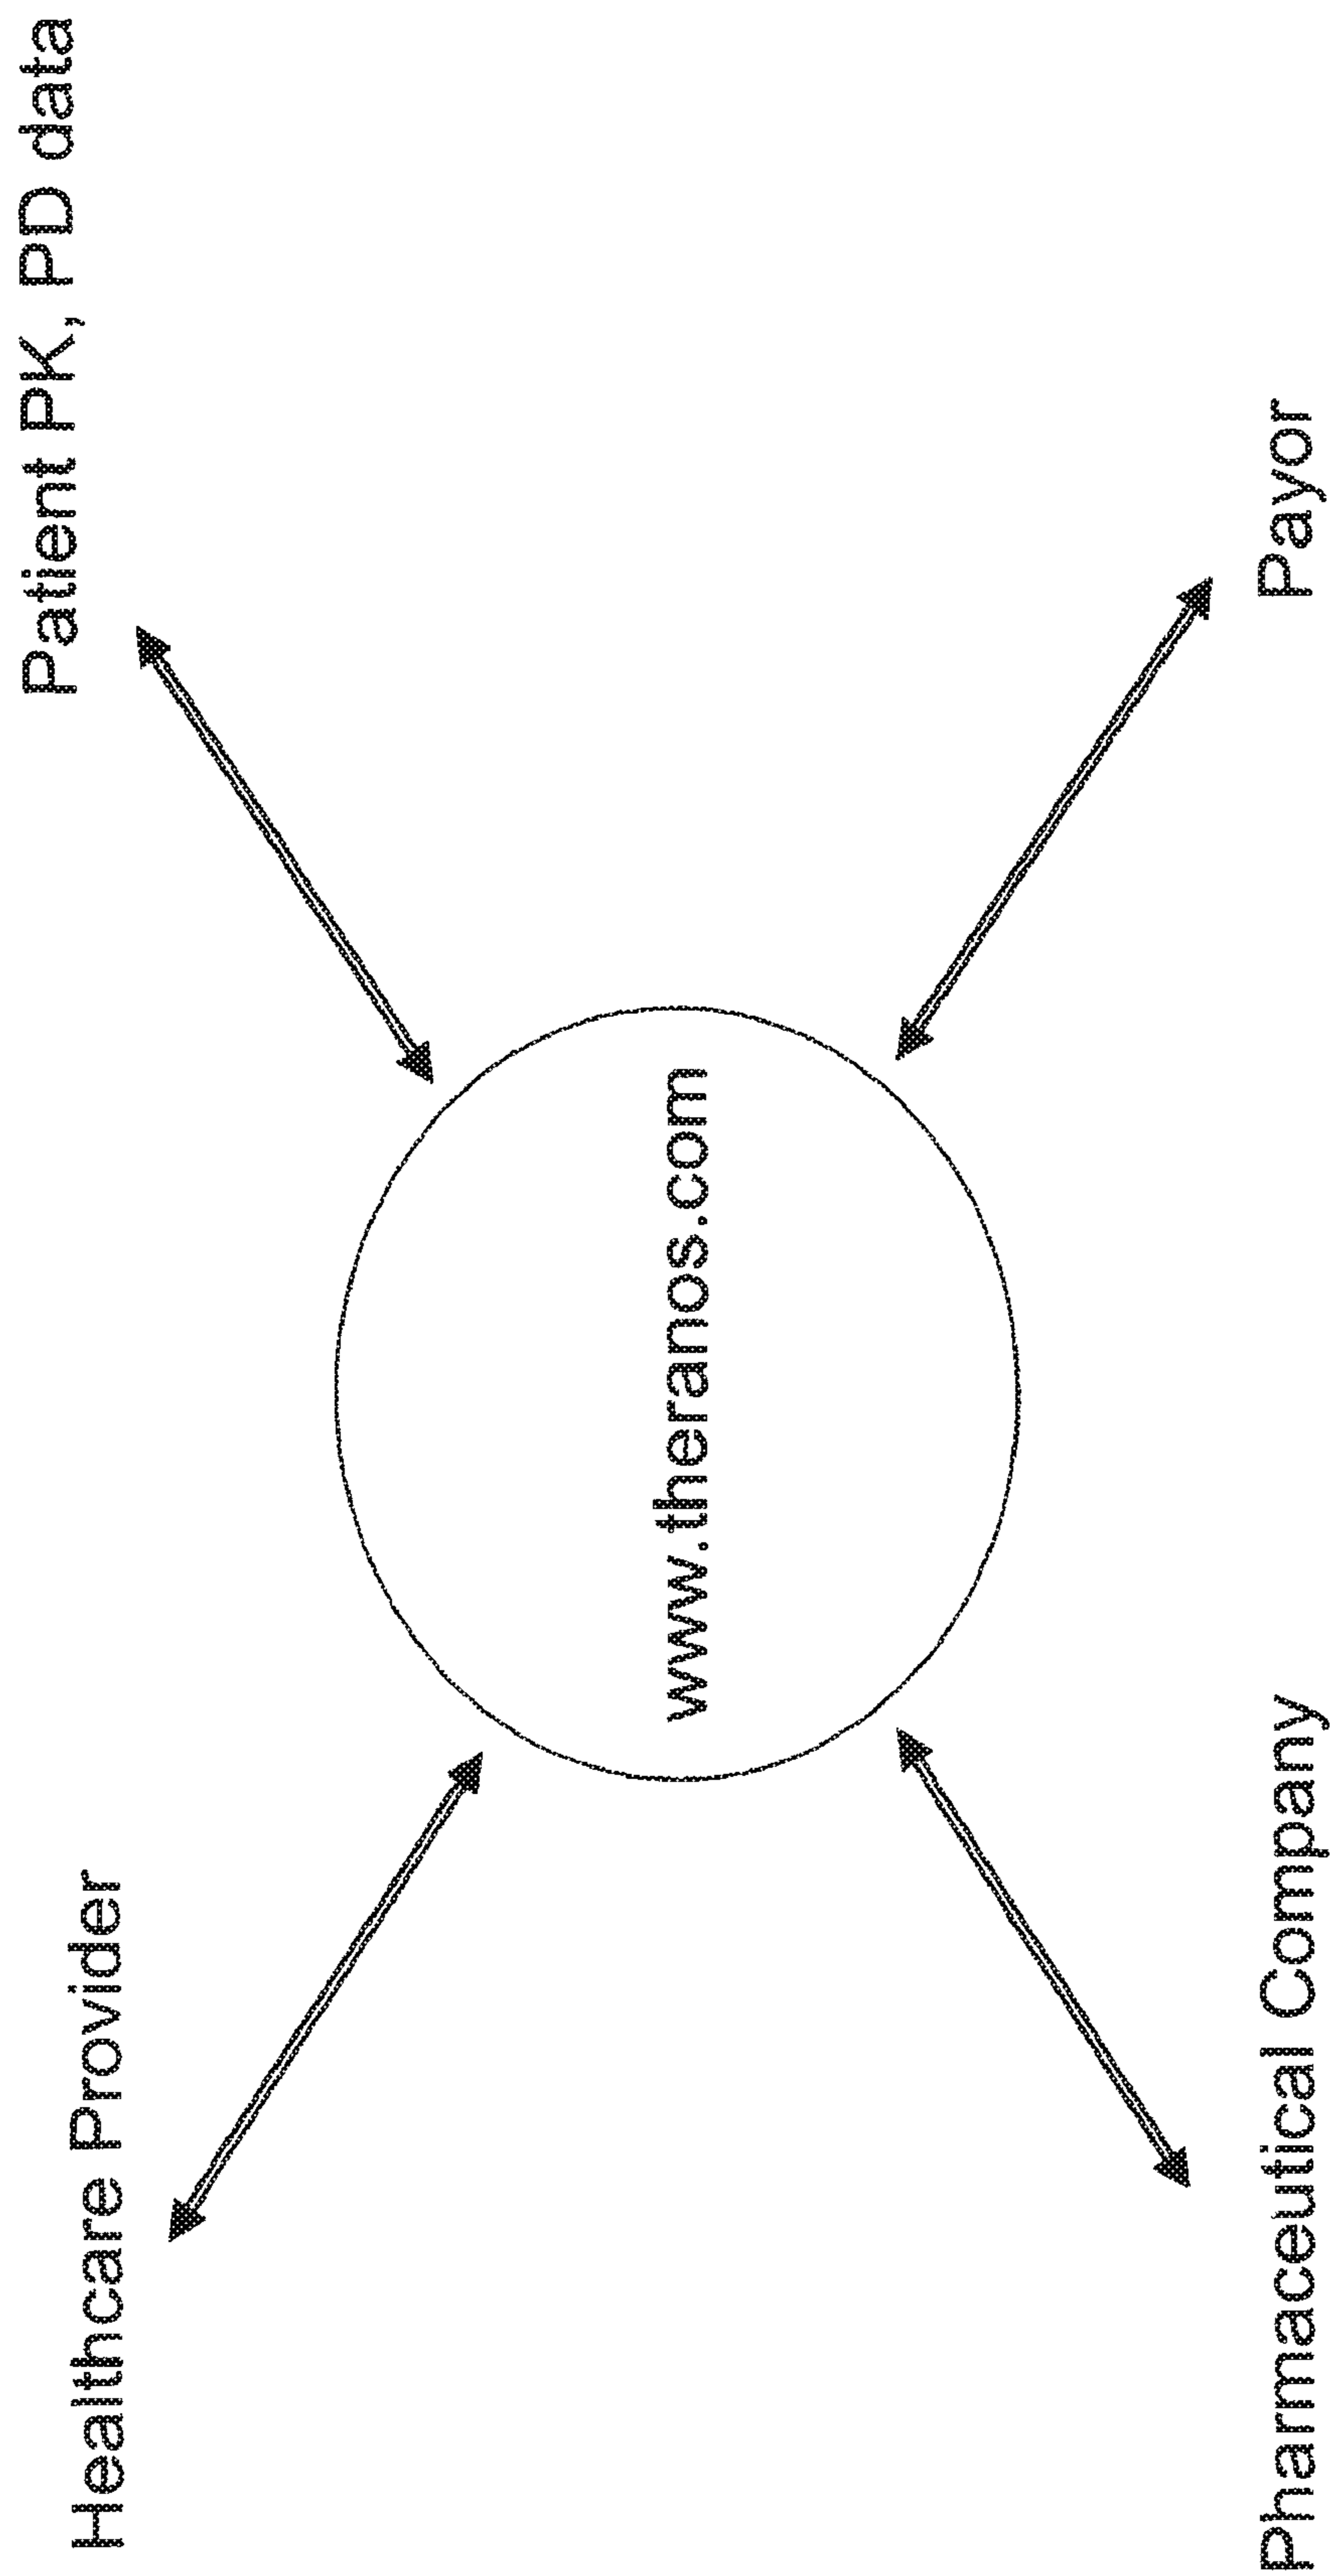 Healthcare Provider
Patient PK, PD data
www.theranos.com
Pharmaceutical Company
Payor